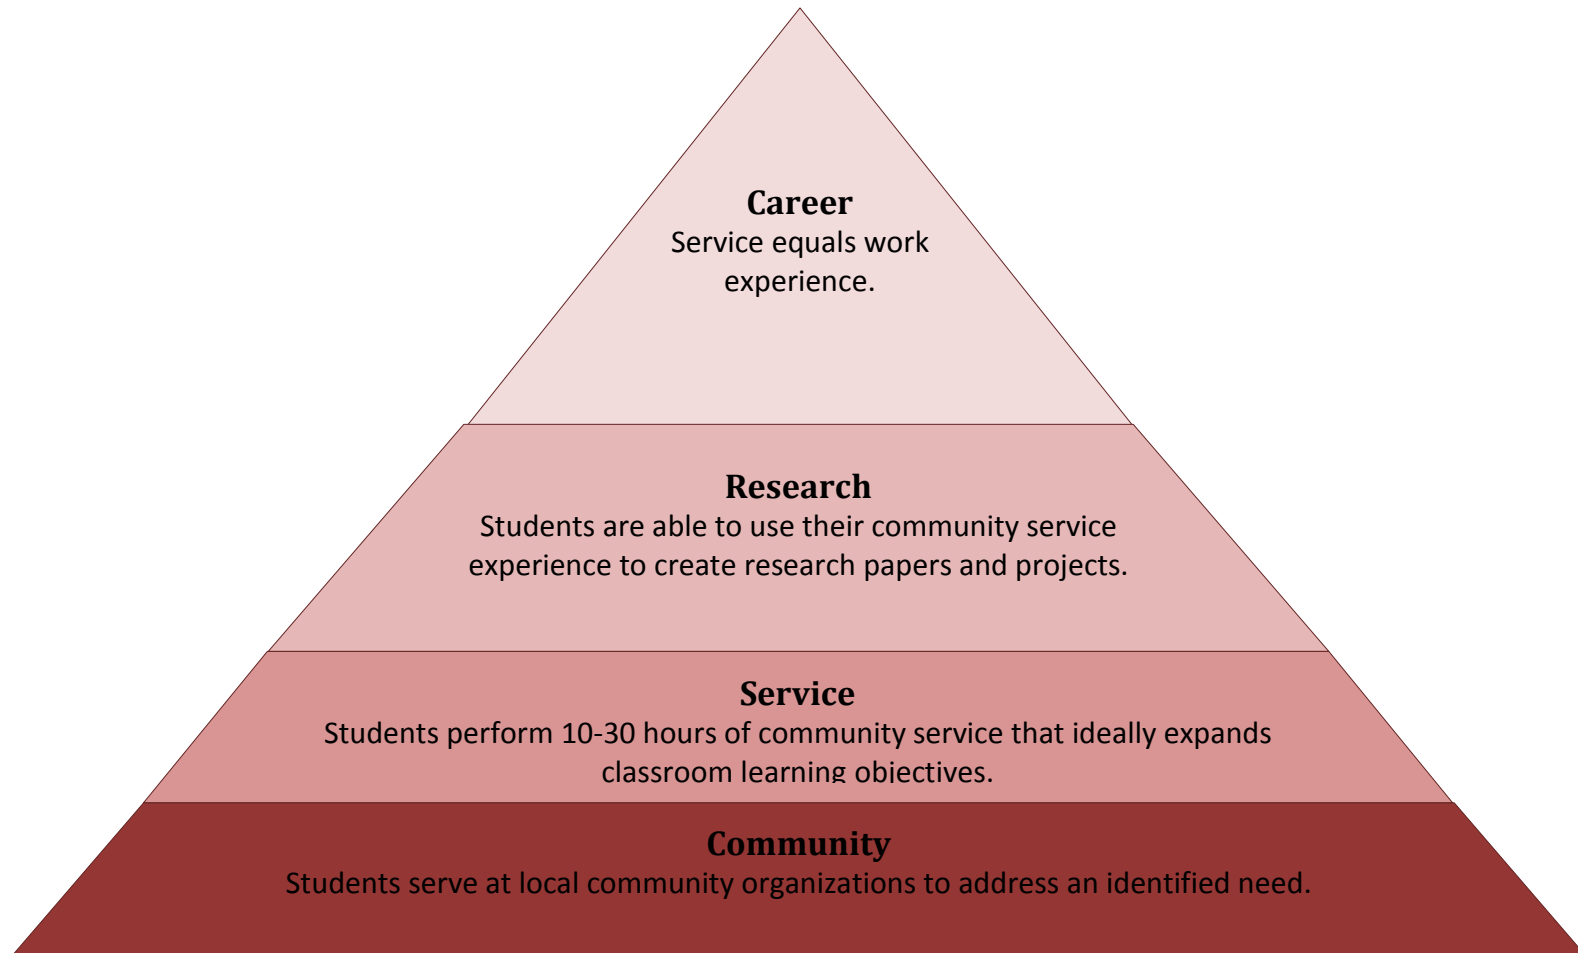 Career
Service equals work
experience.
Research
Students are able to use their community service
experience to create research papers and projects.
Service
Students perform 10-30 hours of community service that ideally expands
classroom learning objectives.
Community
Students serve at local community organizations to address an identified need.